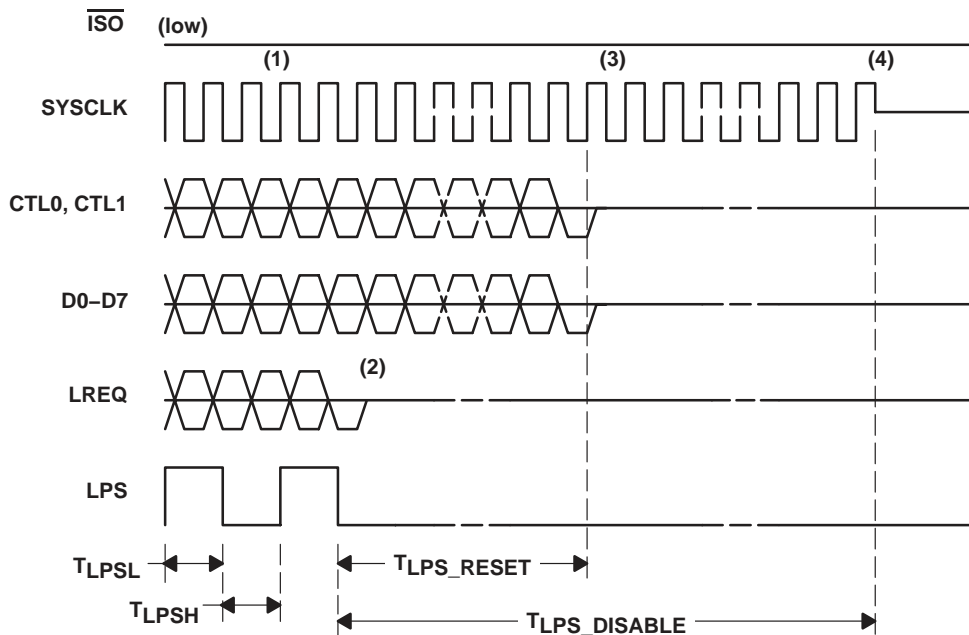 ISO (low)
(1) (3) (4)
SYSCLK
CTL0, CTL1
D0–D7
(2)
LREQ
LPS
TLPSL TLPS_RESET
TLPSH TLPS_DISABLE